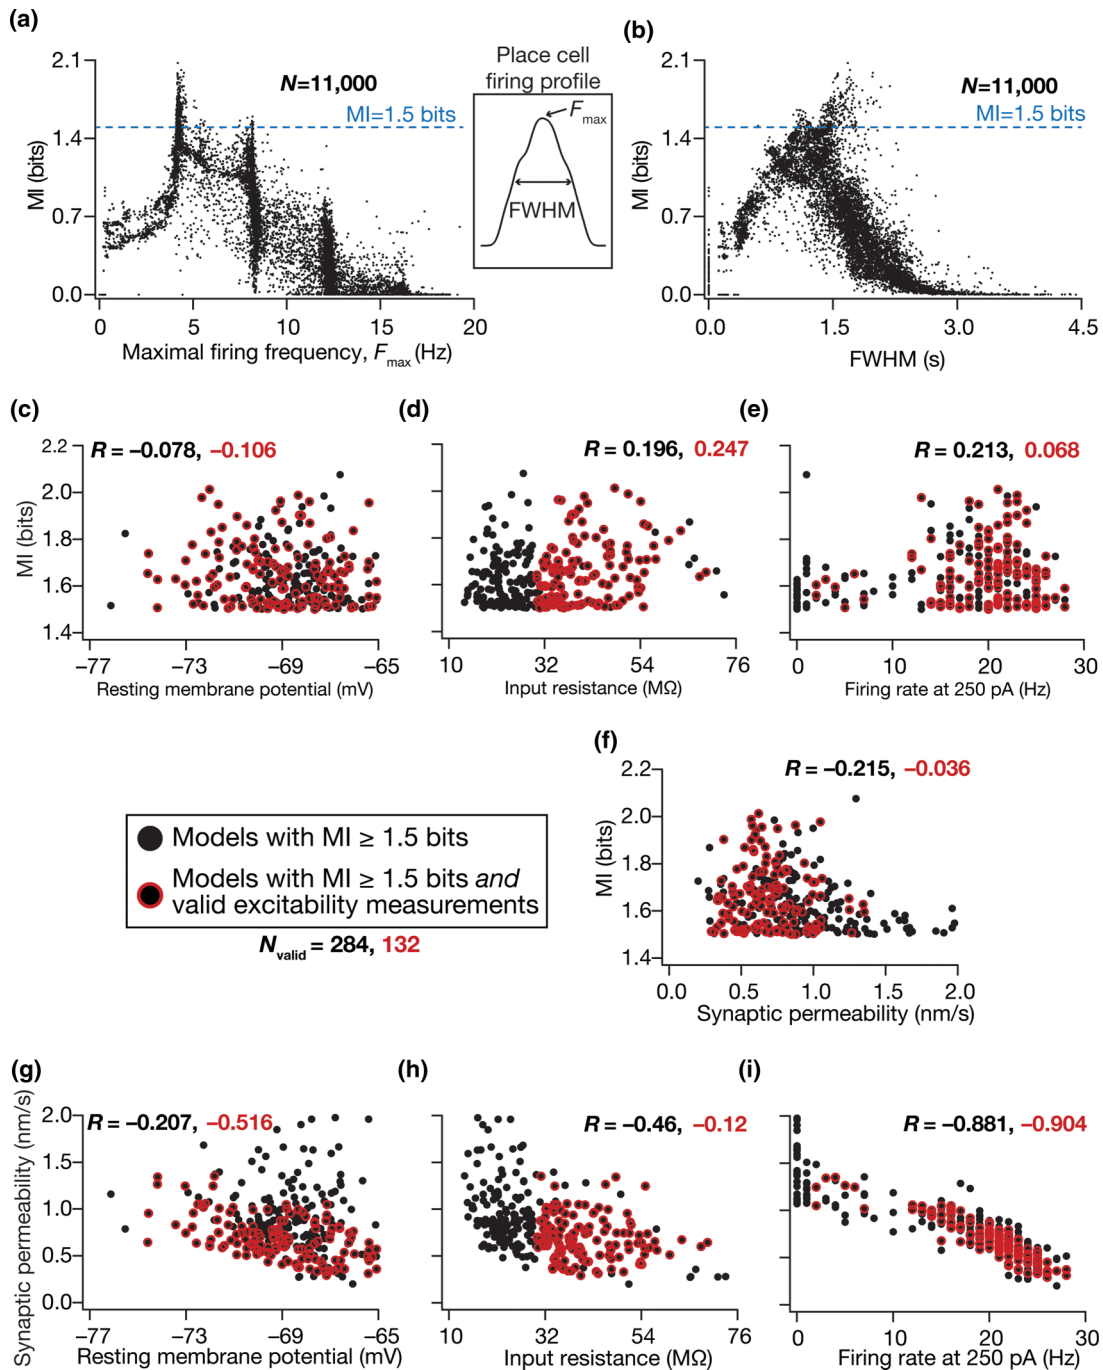 (a)
2.1
1.4
0.7
0.0
MI (bits)
N=11,000
MI=1.5 bits
0 5 10 15 20
Maximal firing frequency, Fmax (Hz)
Place cell
firing profile
Fmax
FWHM
(b)
2.1
1.4
0.7
0.0
MI (bits)
N=11,000
MI=1.5 bits
0.0 1.5 3.0 4.5
FWHM (s)
(c)
R = −0.078, −0.106
2.2
2.0
1.8
1.6
1.4
MI (bits)
−77 −73 −69 −65
Resting membrane potential (mV)
(d)
R = 0.196, 0.247
10 32 54 76
Input resistance (MΩ)
(e)
R = 0.213, 0.068
0 10 20 30
Firing rate at 250 pA (Hz)
(f)
R = −0.215, −0.036
2.2
2.0
1.8
1.6
1.4
MI (bits)
0.0 0.5 1.0 1.5 2.0
Synaptic permeability (nm/s)
Models with MI ≥ 1.5 bits
Models with MI ≥ 1.5 bits and
valid excitability measurements
Nvalid = 284, 132
(g)
R = −0.207, −0.516
2.0
1.5
1.0
0.5
0.0
Synaptic permeability (nm/s)
−77 −73 −69 −65
Resting membrane potential (mV)
(h)
R = −0.46, −0.12
10 32 54 76
Input resistance (MΩ)
(i)
R = −0.881, −0.904
0 10 20 30
Firing rate at 250 pA (Hz)